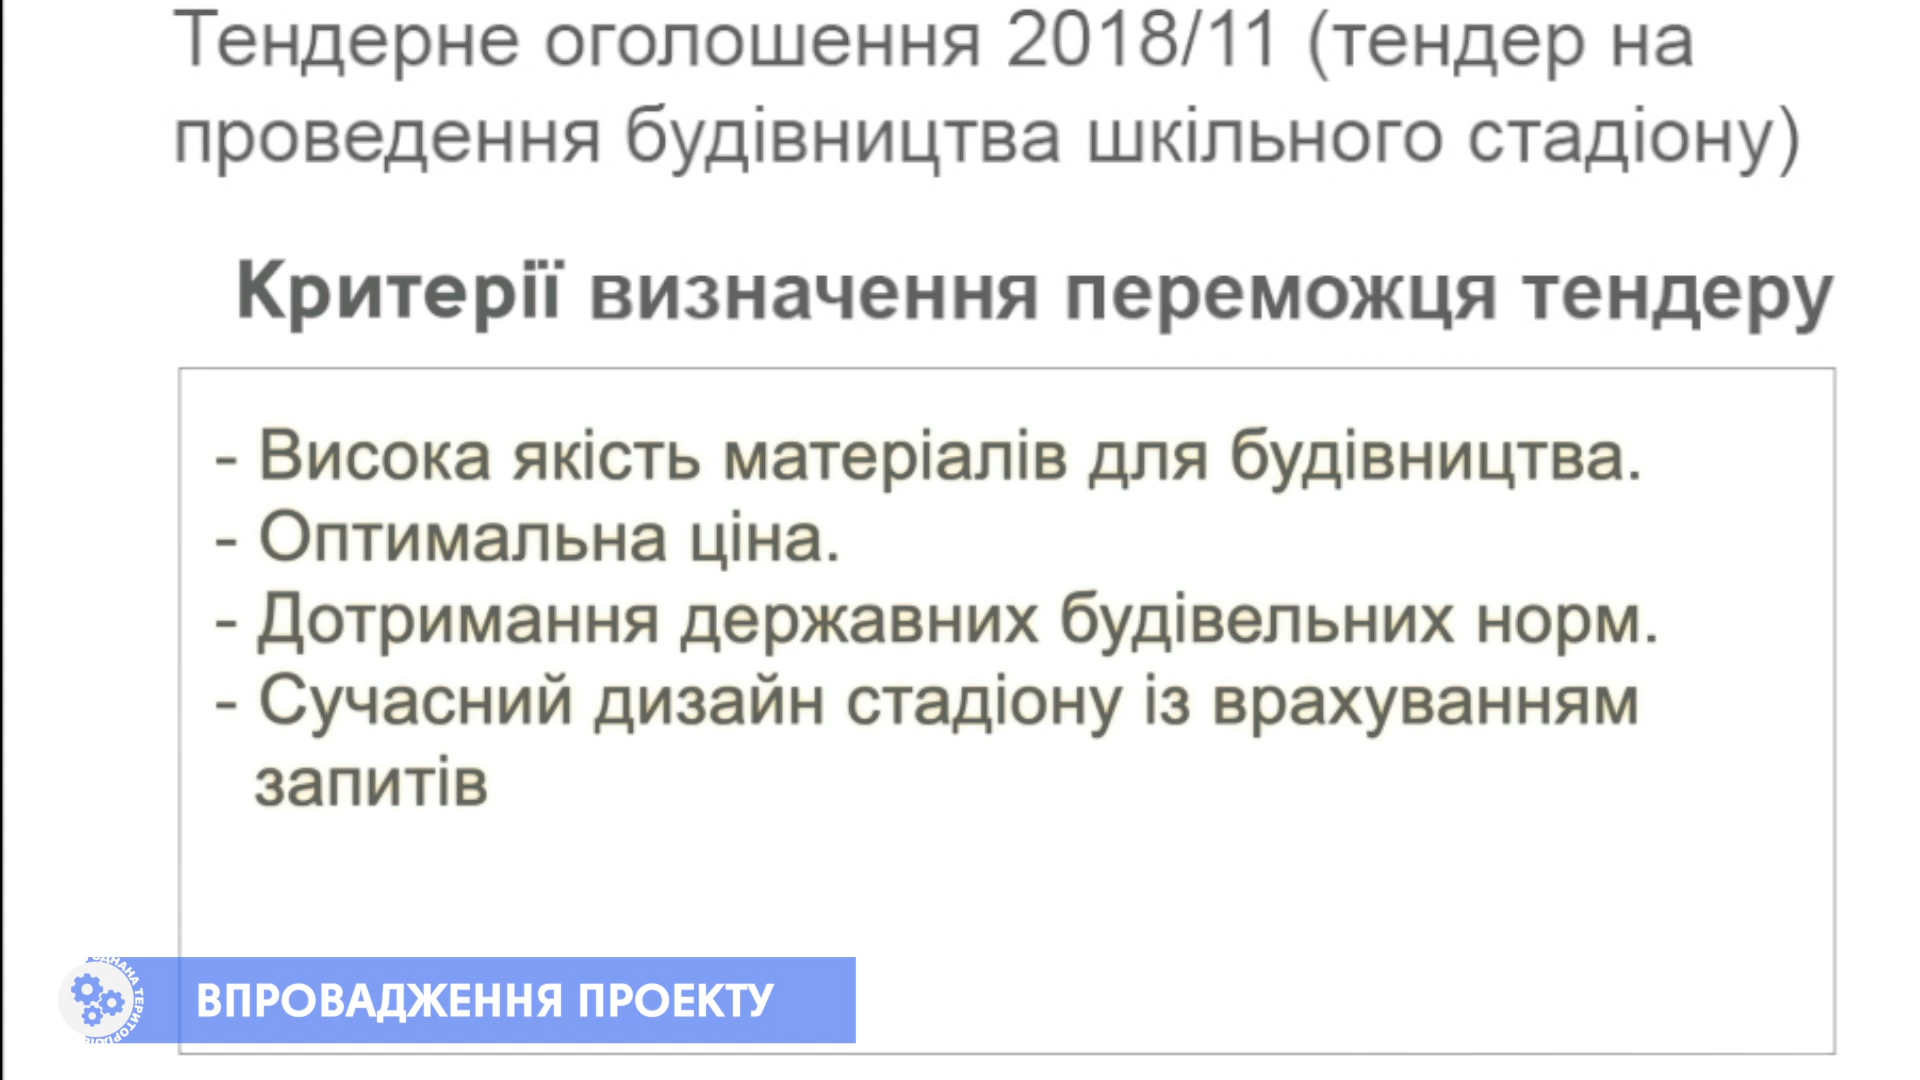 Тендерне оголошення 2018/11 (тендер на
проведення будівництва шкільного стадіону)
Критерії визначення переможця тендеру
- Висока якість матеріалів для будівництва.
- Оптимальна ціна.
- Дотримання державних будівельних норм.
- Сучасний дизайн стадіону із врахуванням
запитів
ВПРОВАДЖЕННЯ ПРОЕКТУ